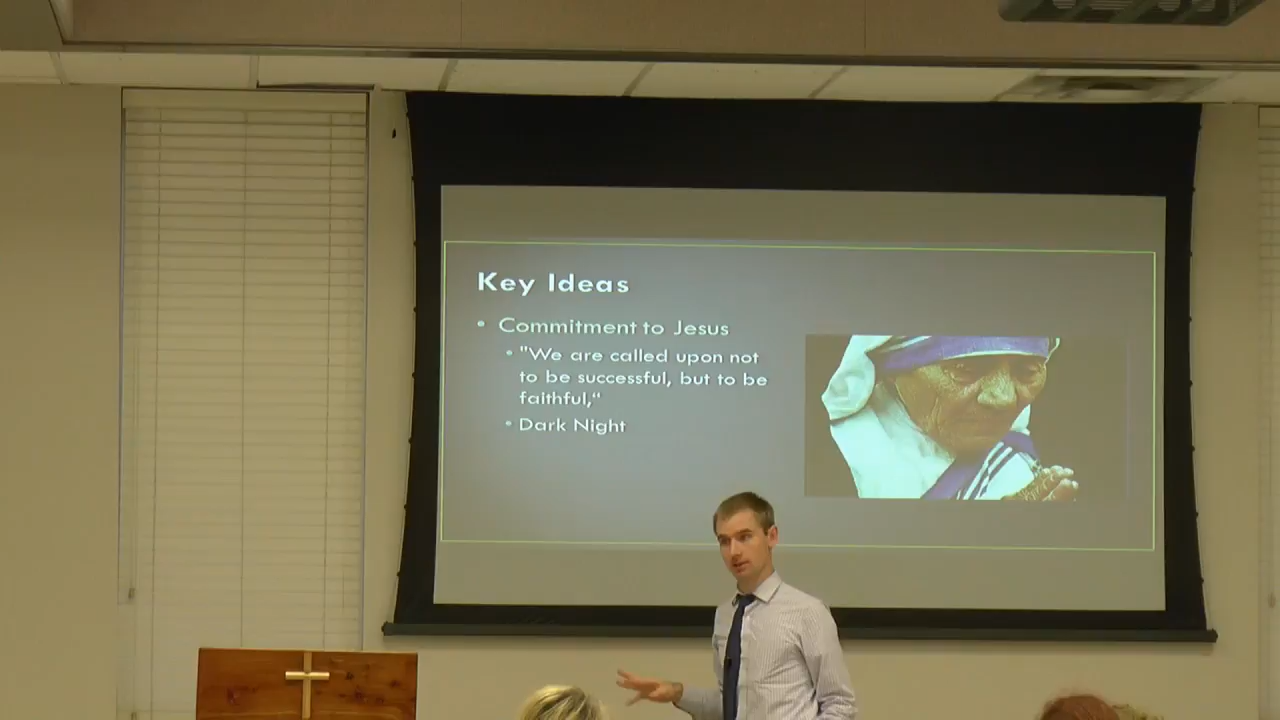 Key Ideas
• Commitment to Jesus
• "We are called upon not
to be successful, but to be
faithful,“
• Dark Night